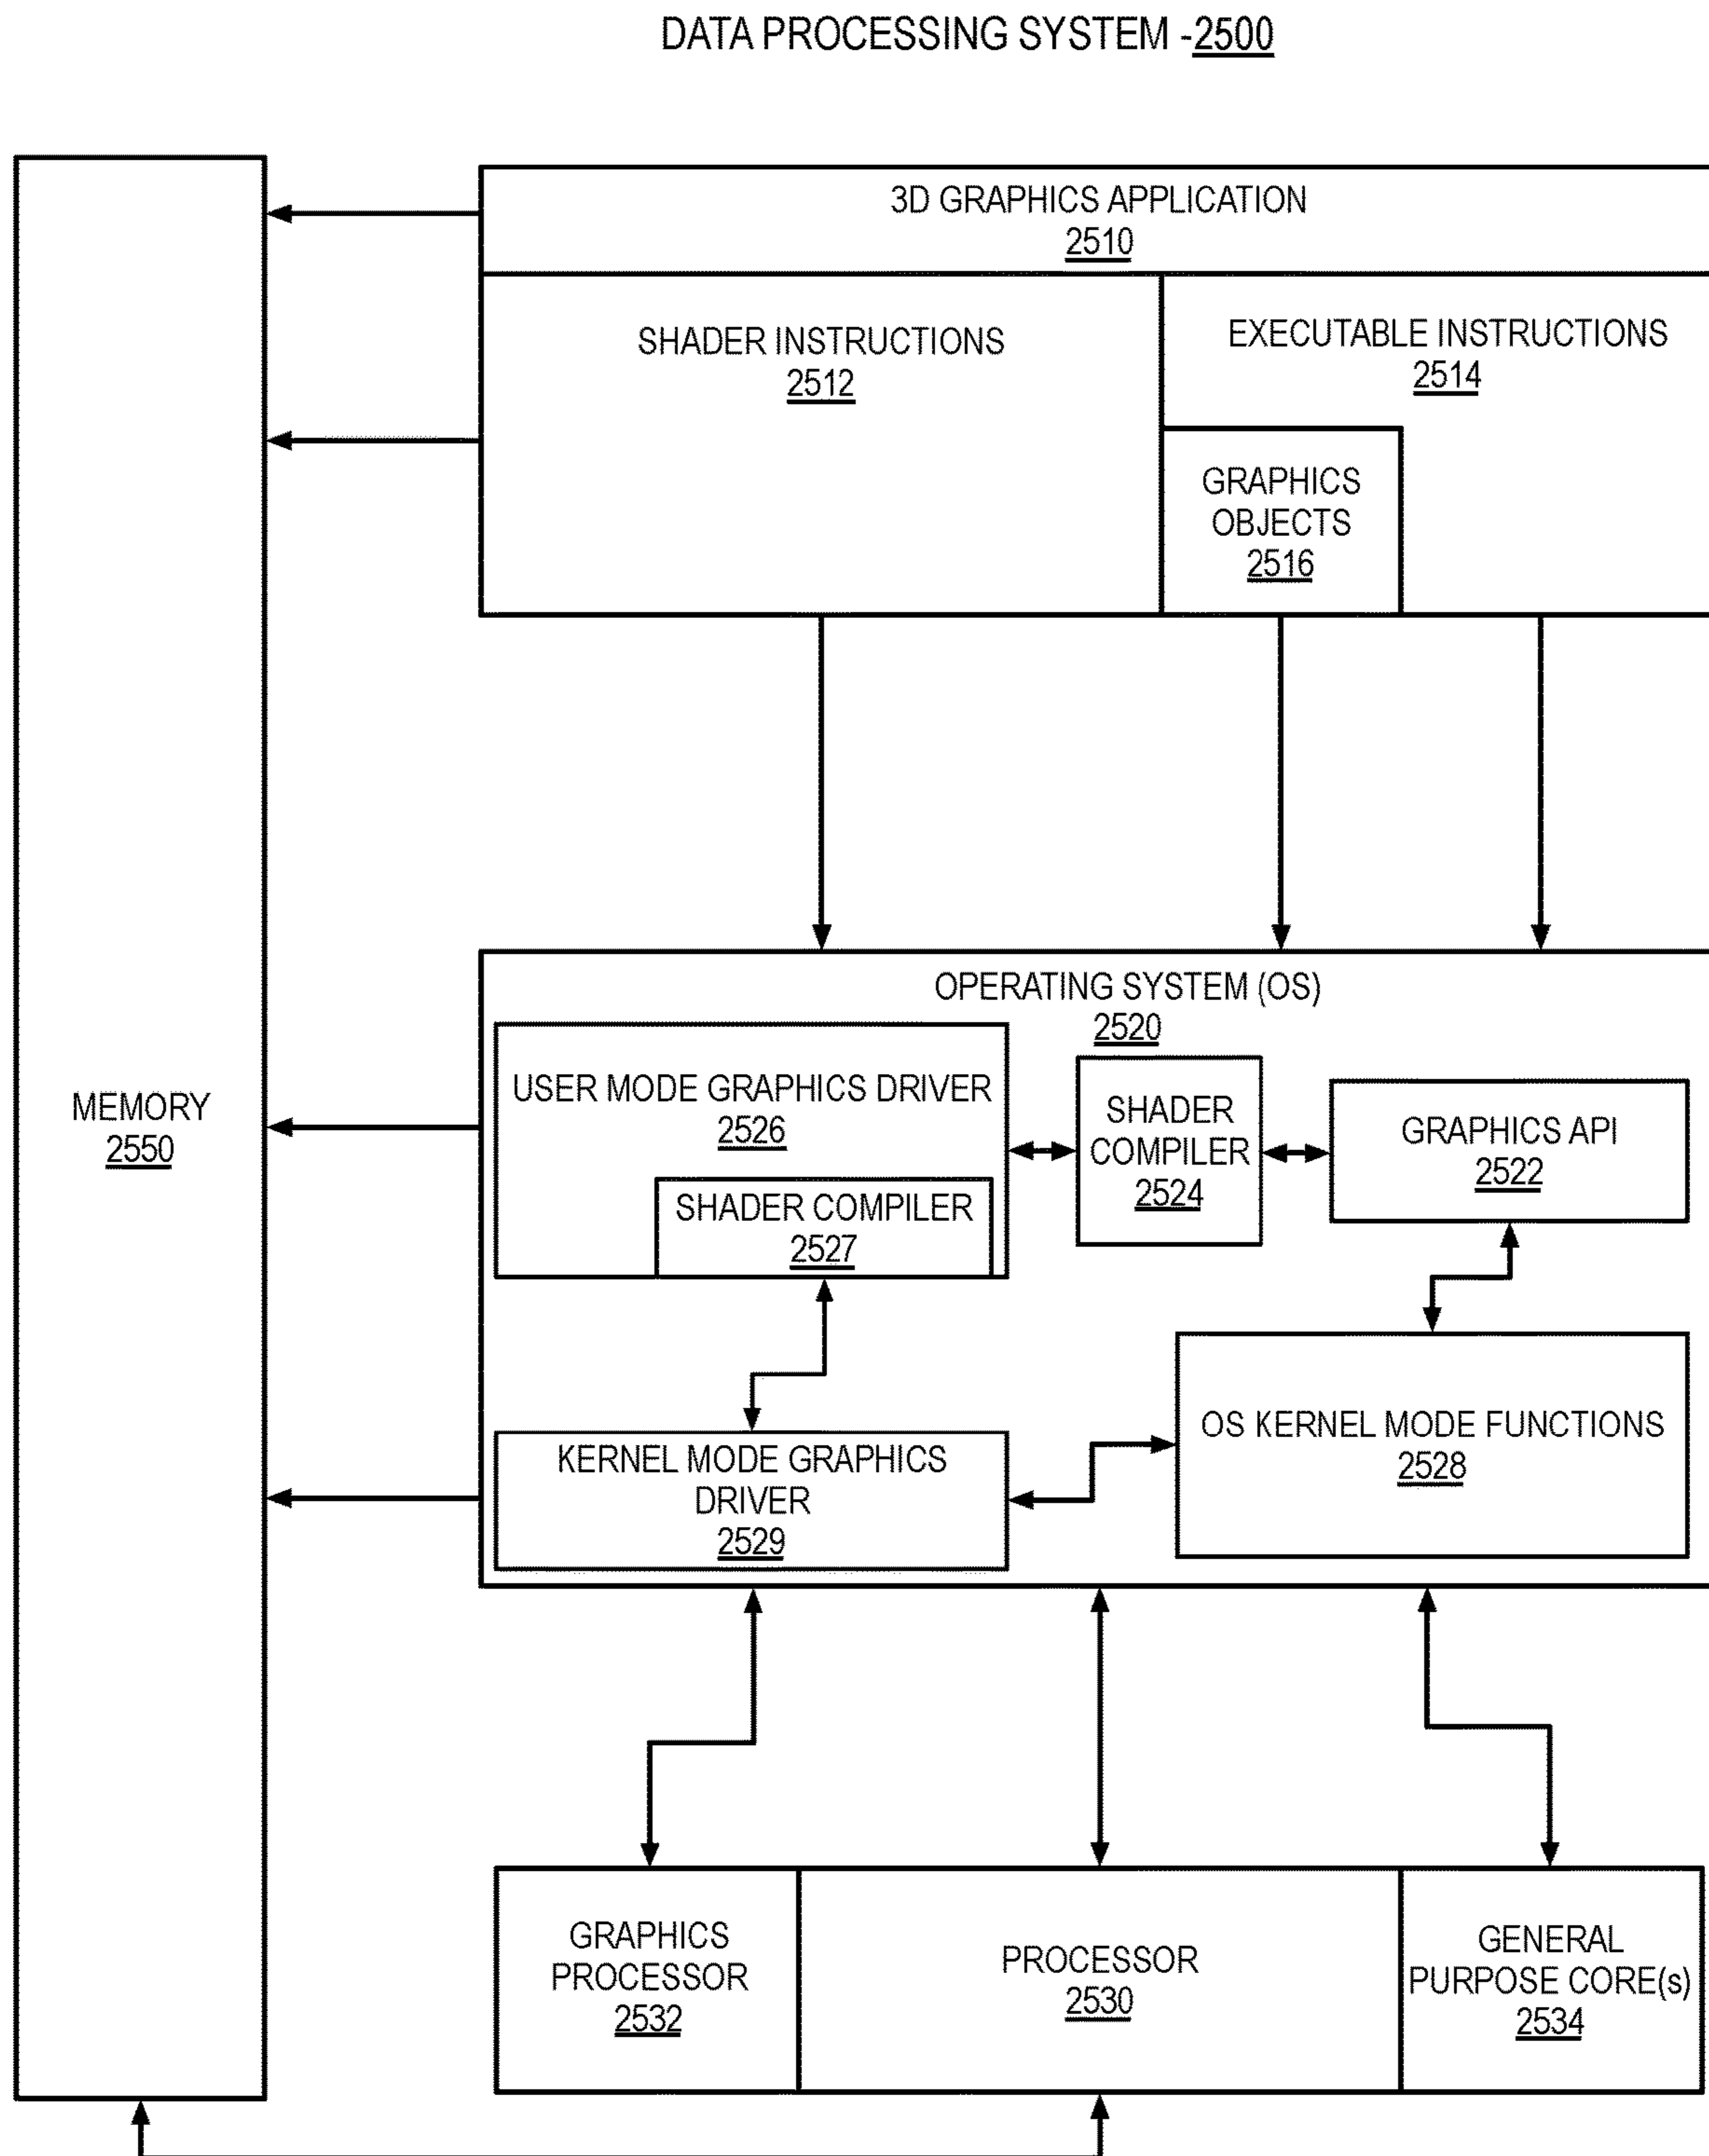 DATA PROCESSING SYSTEM -2500
3D GRAPHICS APPLICATION
2510
SHADER INSTRUCTIONS
2512
EXECUTABLE INSTRUCTIONS
2514
GRAPHICS
OBJECTS
2516
MEMORY
2550
OPERATING SYSTEM (OS)
2520
USER MODE GRAPHICS DRIVER
2526
SHADER COMPILER
2527
SHADER
COMPILER
2524
GRAPHICS API
2522
KERNEL MODE GRAPHICS
DRIVER
2529
OS KERNEL MODE FUNCTIONS
2528
GRAPHICS
PROCESSOR
2532
PROCESSOR
2530
GENERAL
PURPOSE CORE(s)
2534